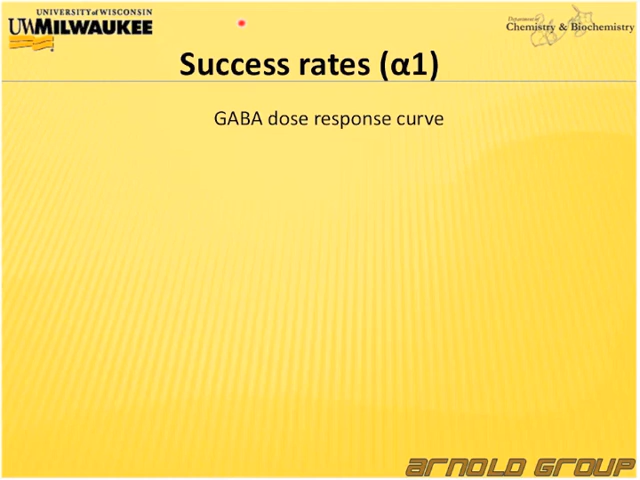 UNIVERSITY of WISCONSIN
UWMILWAUKEE
Department of
Chemistry & Biochemistry
Success rates (α1)
GABA dose response curve
ARNOLD GROUP